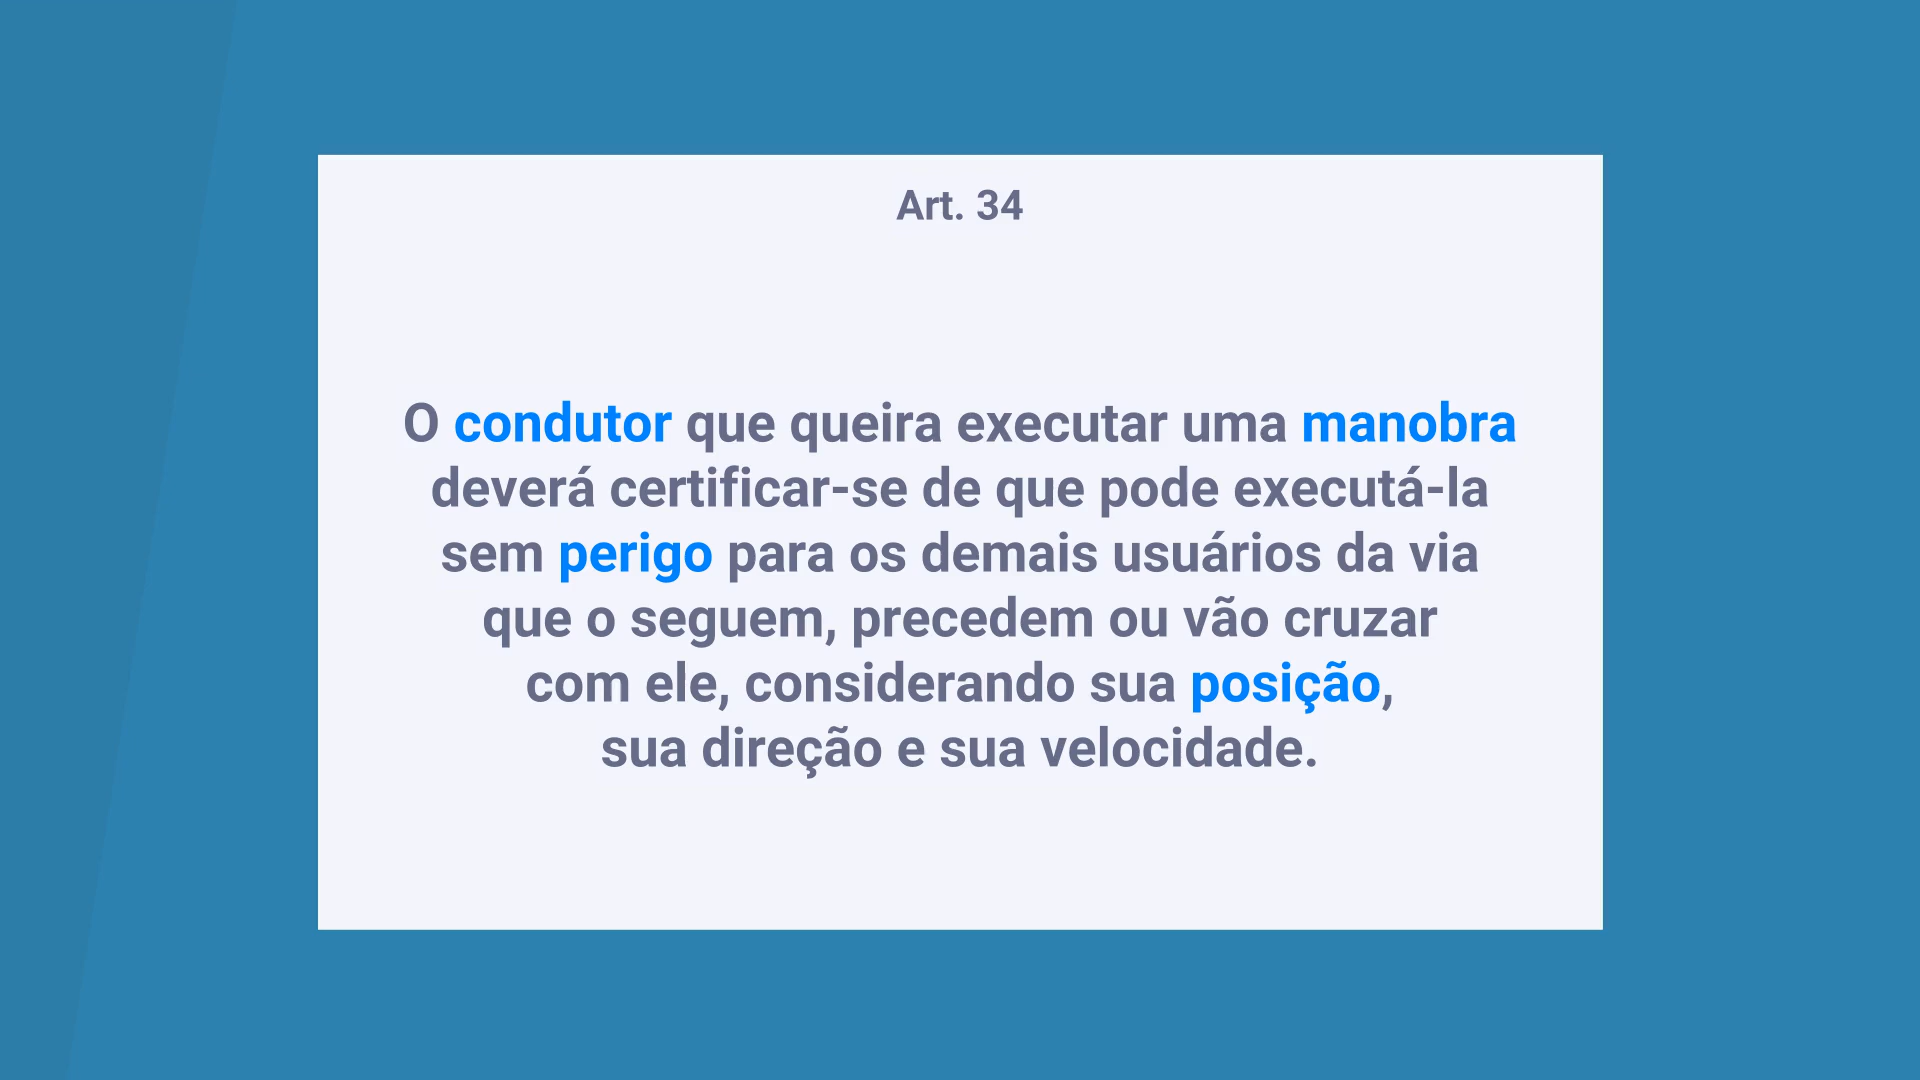 Art. 34
O condutor que queira executar uma manobra
deverá certificar-se de que pode executá-la
sem perigo para os demais usuários da via
que o seguem, precedem ou vão cruzar
com ele, considerando sua posição,
sua direção e sua velocidade.